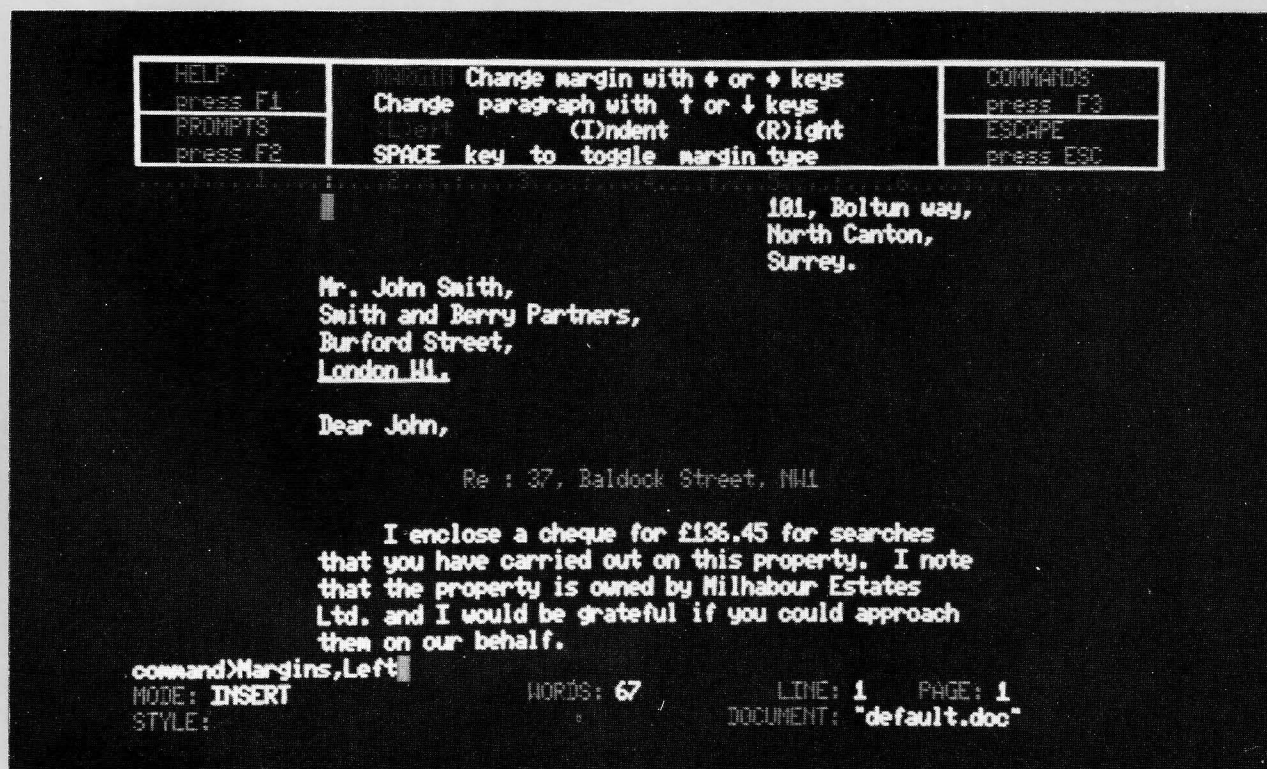 HELP
press F1
PROMPTS
press F2
MARGIN Change margin with ← or → keys
Change paragraph with ↑ or ↓ keys
(L)eft (I)ndent (R)ight
SPACE key to toggle margin type
COMMANDS
press F3
ESCAPE
press ESC
101, Boltun way,
North Canton,
Surrey.
Mr. John Smith,
Smith and Berry Partners,
Burford Street,
London W1.
Dear John,
Re : 37, Baldock Street, NW1
I enclose a cheque for £136.45 for searches
that you have carried out on this property. I note
that the property is owned by Milhabour Estates
Ltd. and I would be grateful if you could approach
them on our behalf.
command>Margins,Left
MODE: INSERT WORDS: 67 LINE: 1 PAGE: 1
STYLE: DOCUMENT: "default.doc"